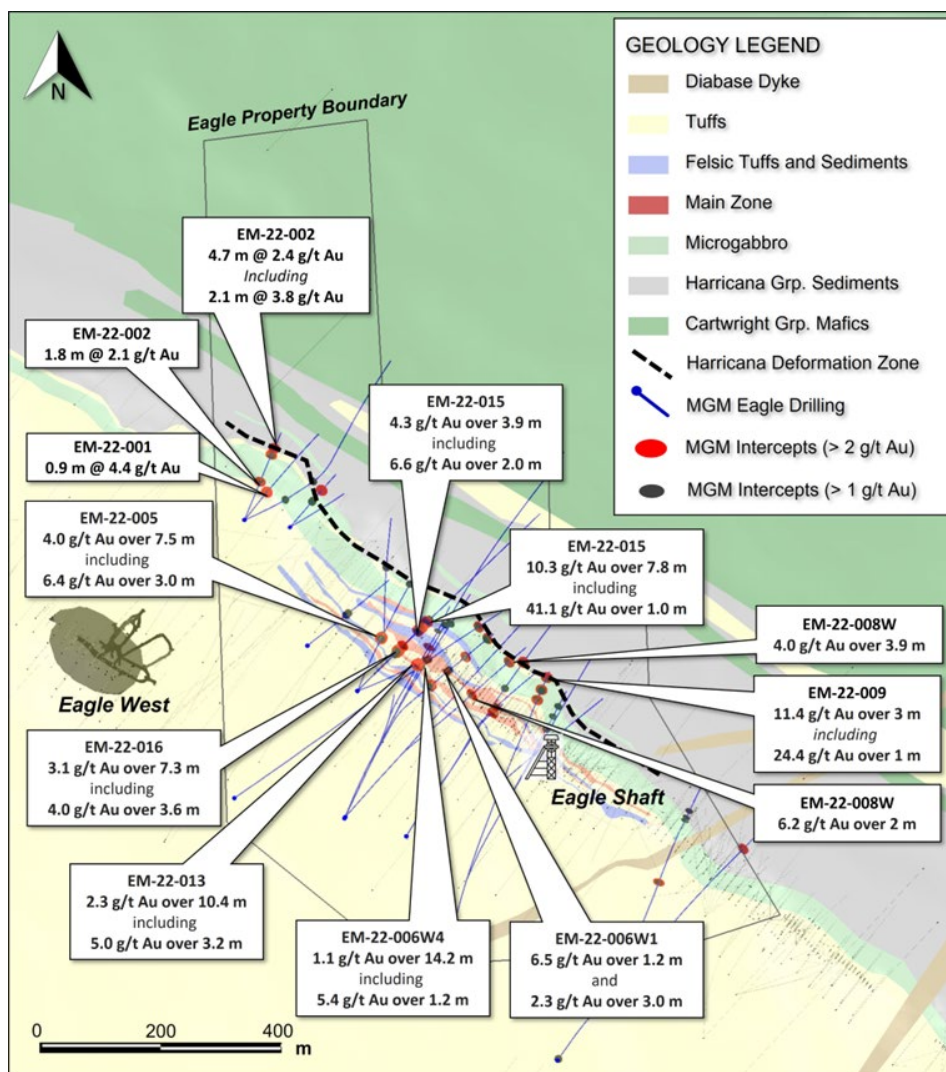 N
Eagle Property Boundary
GEOLOGY LEGEND
Diabase Dyke
Tuffs
Felsic Tuffs and Sediments
Main Zone
Microgabbro
Harricana Grp. Sediments
Cartwright Grp. Mafics
Harricana Deformation Zone
MGM Eagle Drilling
MGM Intercepts (> 2 g/t Au)
MGM Intercepts (> 1 g/t Au)
EM-22-002
4.7 m @ 2.4 g/t Au
Including
2.1 m @ 3.8 g/t Au
EM-22-002
1.8 m @ 2.1 g/t Au
EM-22-001
0.9 m @ 4.4 g/t Au
EM-22-015
4.3 g/t Au over 3.9 m
including
6.6 g/t Au over 2.0 m
EM-22-005
4.0 g/t Au over 7.5 m
including
6.4 g/t Au over 3.0 m
EM-22-015
10.3 g/t Au over 7.8 m
including
41.1 g/t Au over 1.0 m
EM-22-008W
4.0 g/t Au over 3.9 m
Eagle West
EM-22-009
11.4 g/t Au over 3 m
including
24.4 g/t Au over 1 m
EM-22-016
3.1 g/t Au over 7.3 m
including
4.0 g/t Au over 3.6 m
Eagle Shaft
EM-22-008W
6.2 g/t Au over 2 m
EM-22-013
2.3 g/t Au over 10.4 m
including
5.0 g/t Au over 3.2 m
EM-22-006W4
1.1 g/t Au over 14.2 m
including
5.4 g/t Au over 1.2 m
EM-22-006W1
6.5 g/t Au over 1.2 m
and
2.3 g/t Au over 3.0 m
0 200 400
m